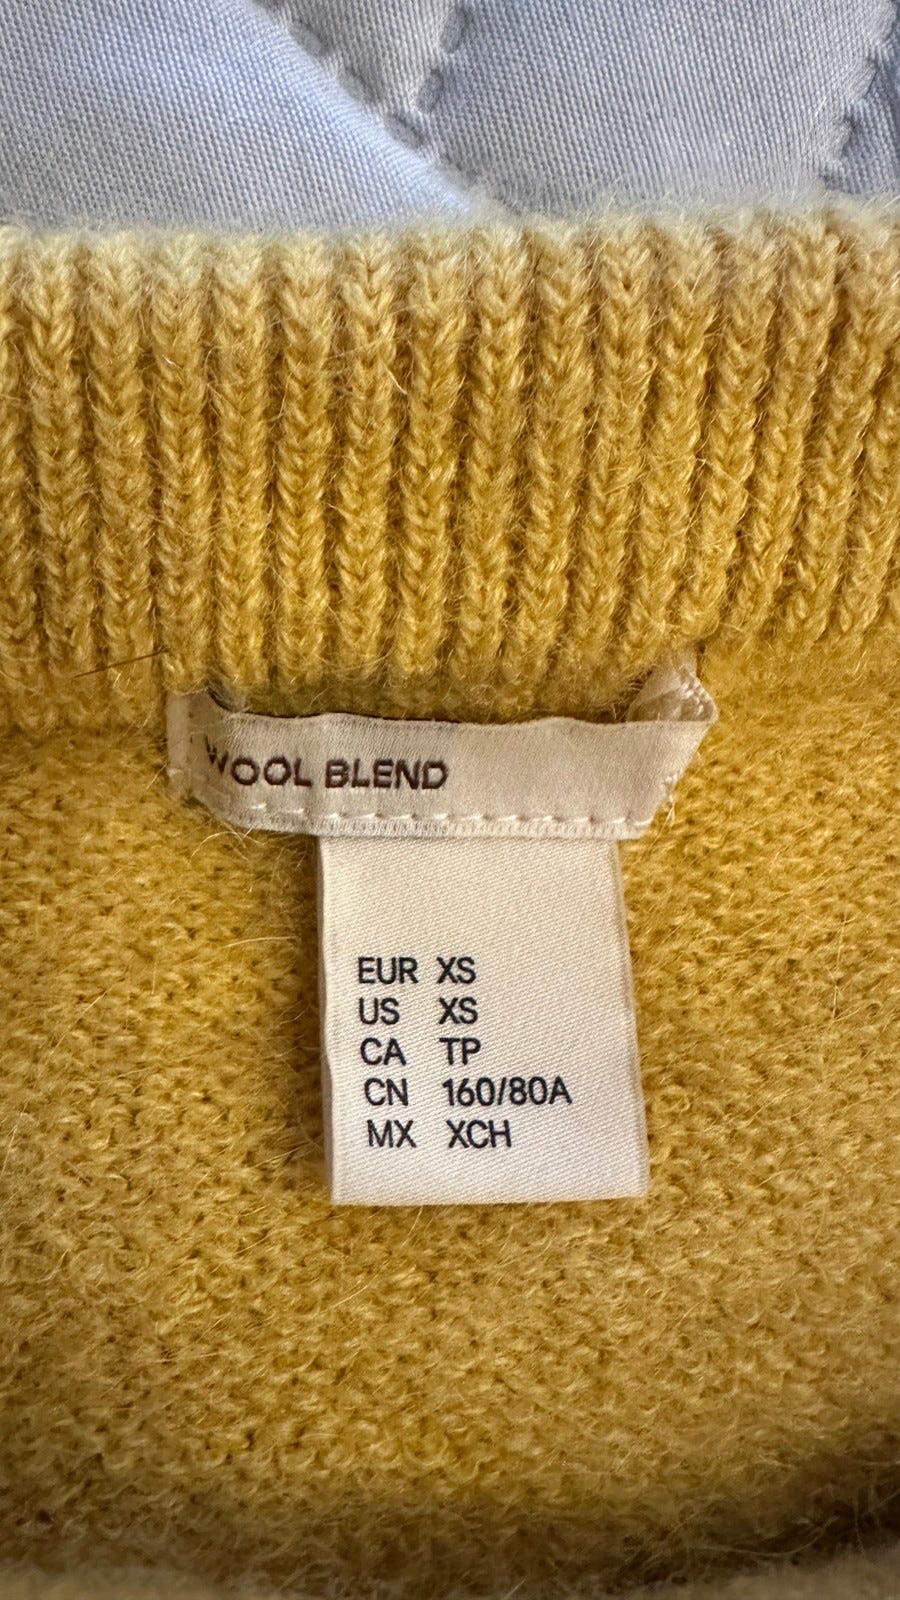 WOOL BLEND
EUR XS
US XS
CA TP
CN 160/80A
MX XCH